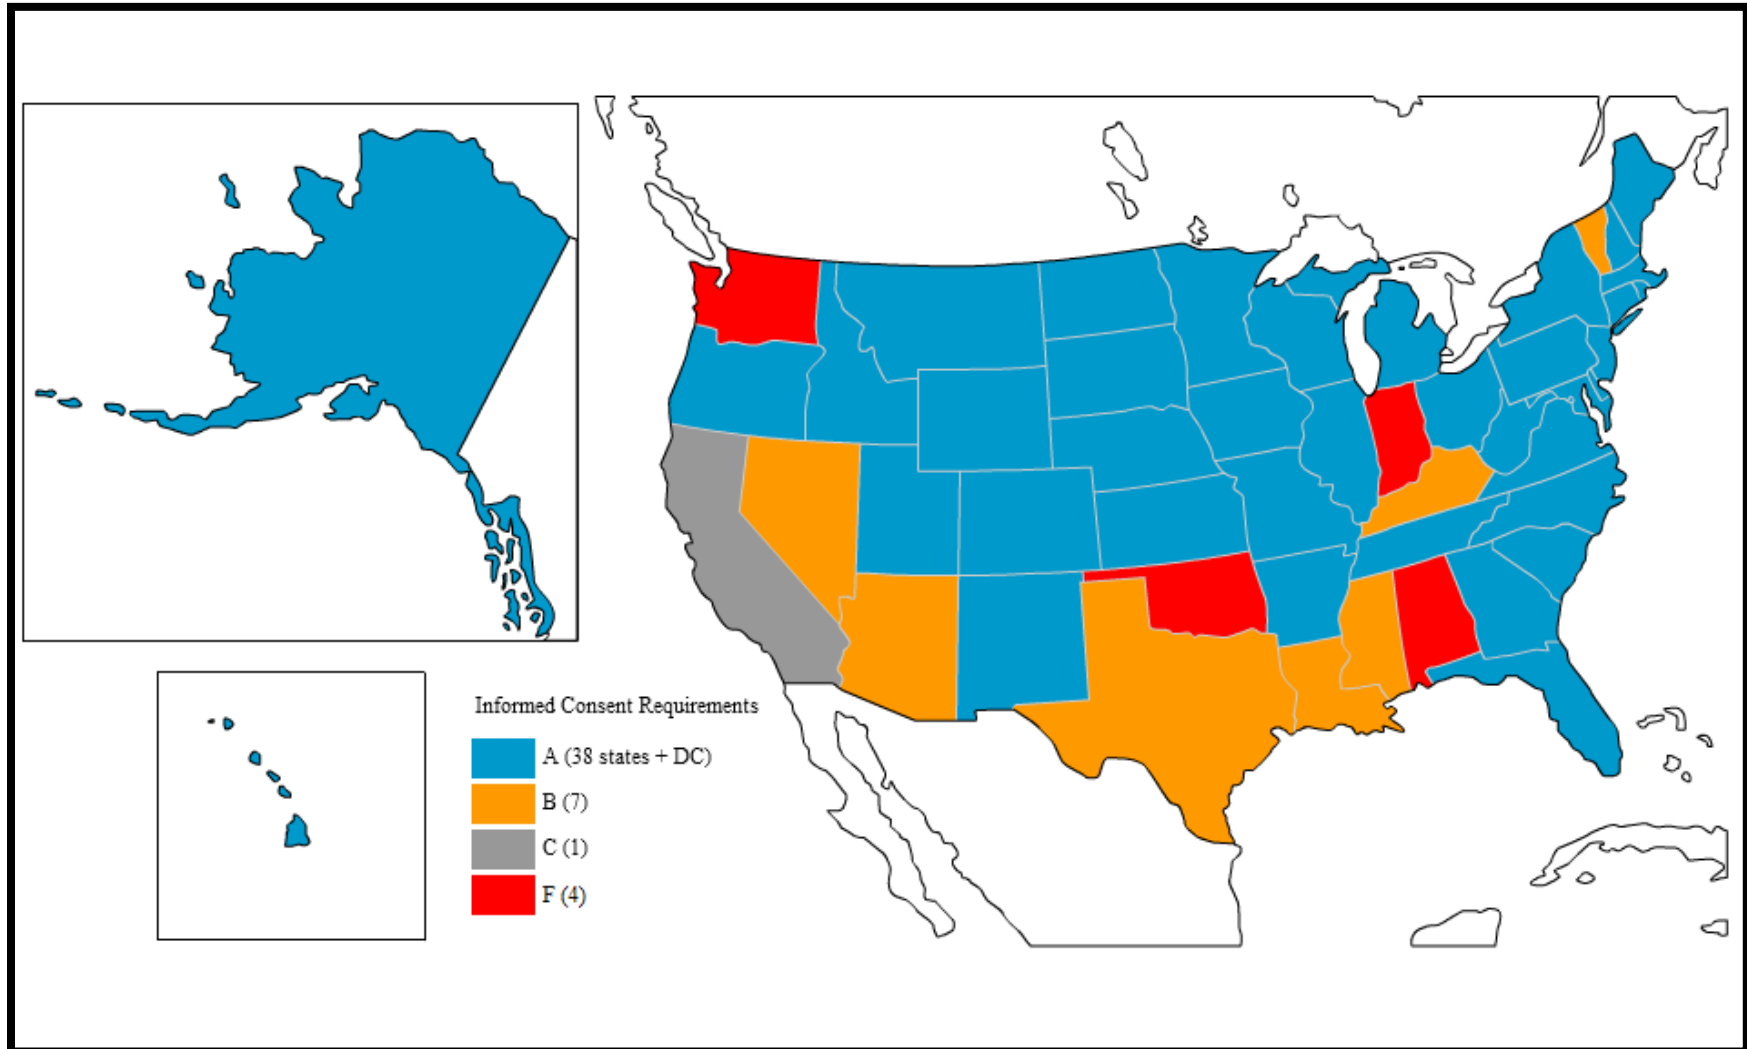 Informed Consent Requirements
A (38 states + DC)
B (7)
C (1)
F (4)